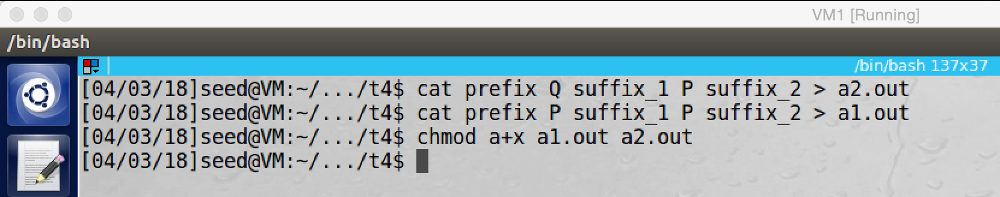 VM1 [Running]
/bin/bash
/bin/bash 137x37
[04/03/18]seed@VM:~/.../t4$ cat prefix Q suffix_1 P suffix_2 > a2.out
[04/03/18]seed@VM:~/.../t4$ cat prefix P suffix_1 P suffix_2 > a1.out
[04/03/18]seed@VM:~/.../t4$ chmod a+x a1.out a2.out
[04/03/18]seed@VM:~/.../t4$